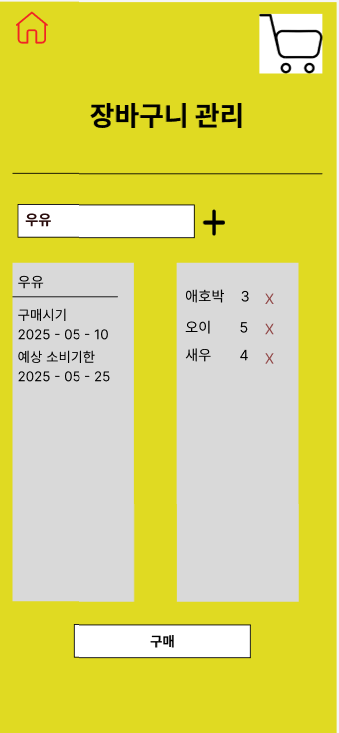 장바구니 관리
우유
우유
구매시기
2025 - 05 - 10
예상 소비기한
2025 - 05 - 25
애호박 3 X
오이 5 X
새우 4 X
구매